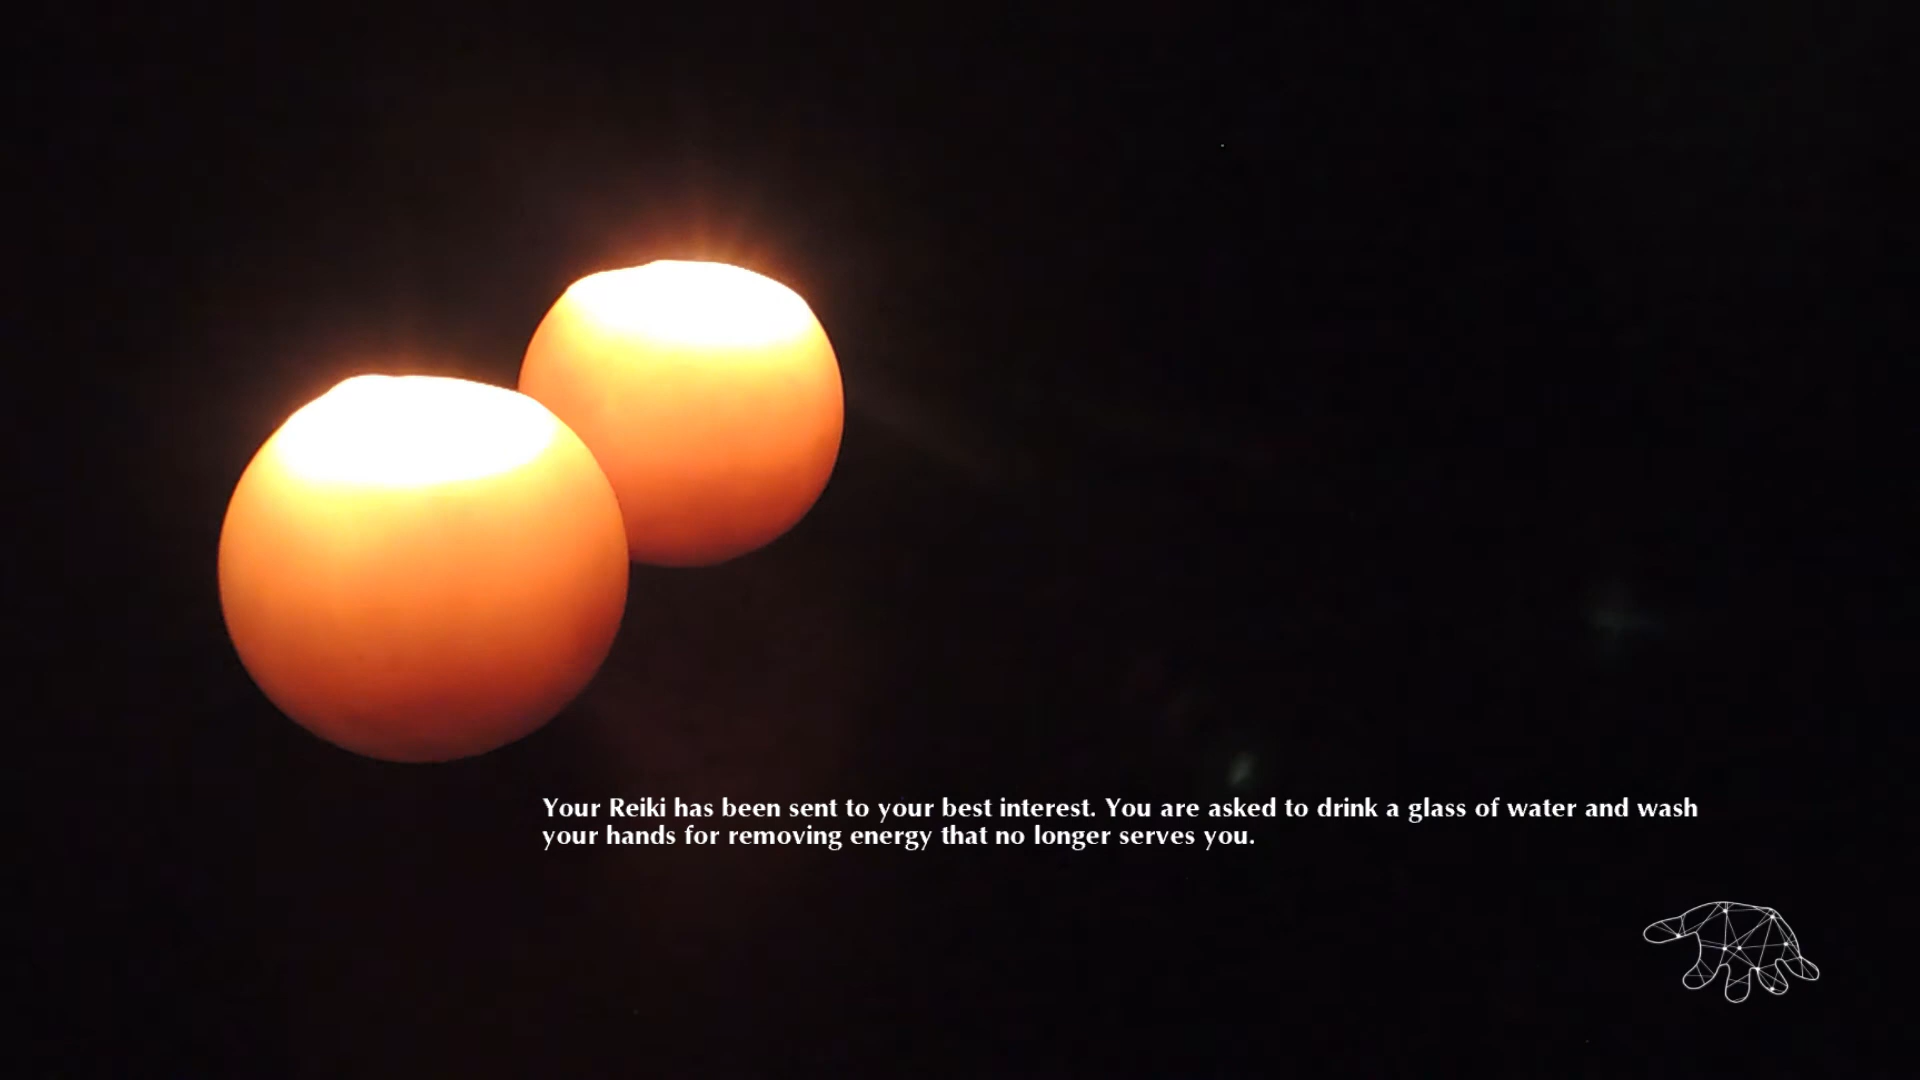 Your Reiki has been sent to your best interest. You are asked to drink a glass of water and wash
your hands for removing energy that no longer serves you.